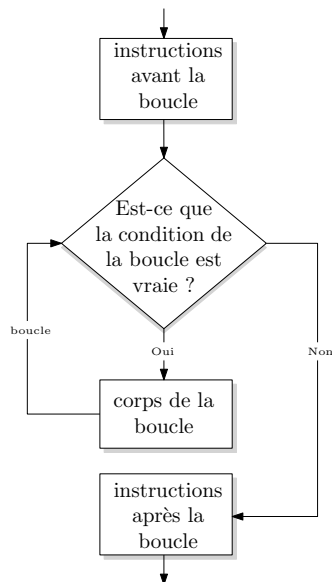 instructions
avant la
boucle
Est-ce que
la condition de
la boucle est
vraie ?
boucle
Oui
Non
corps de la
boucle
instructions
après la
boucle